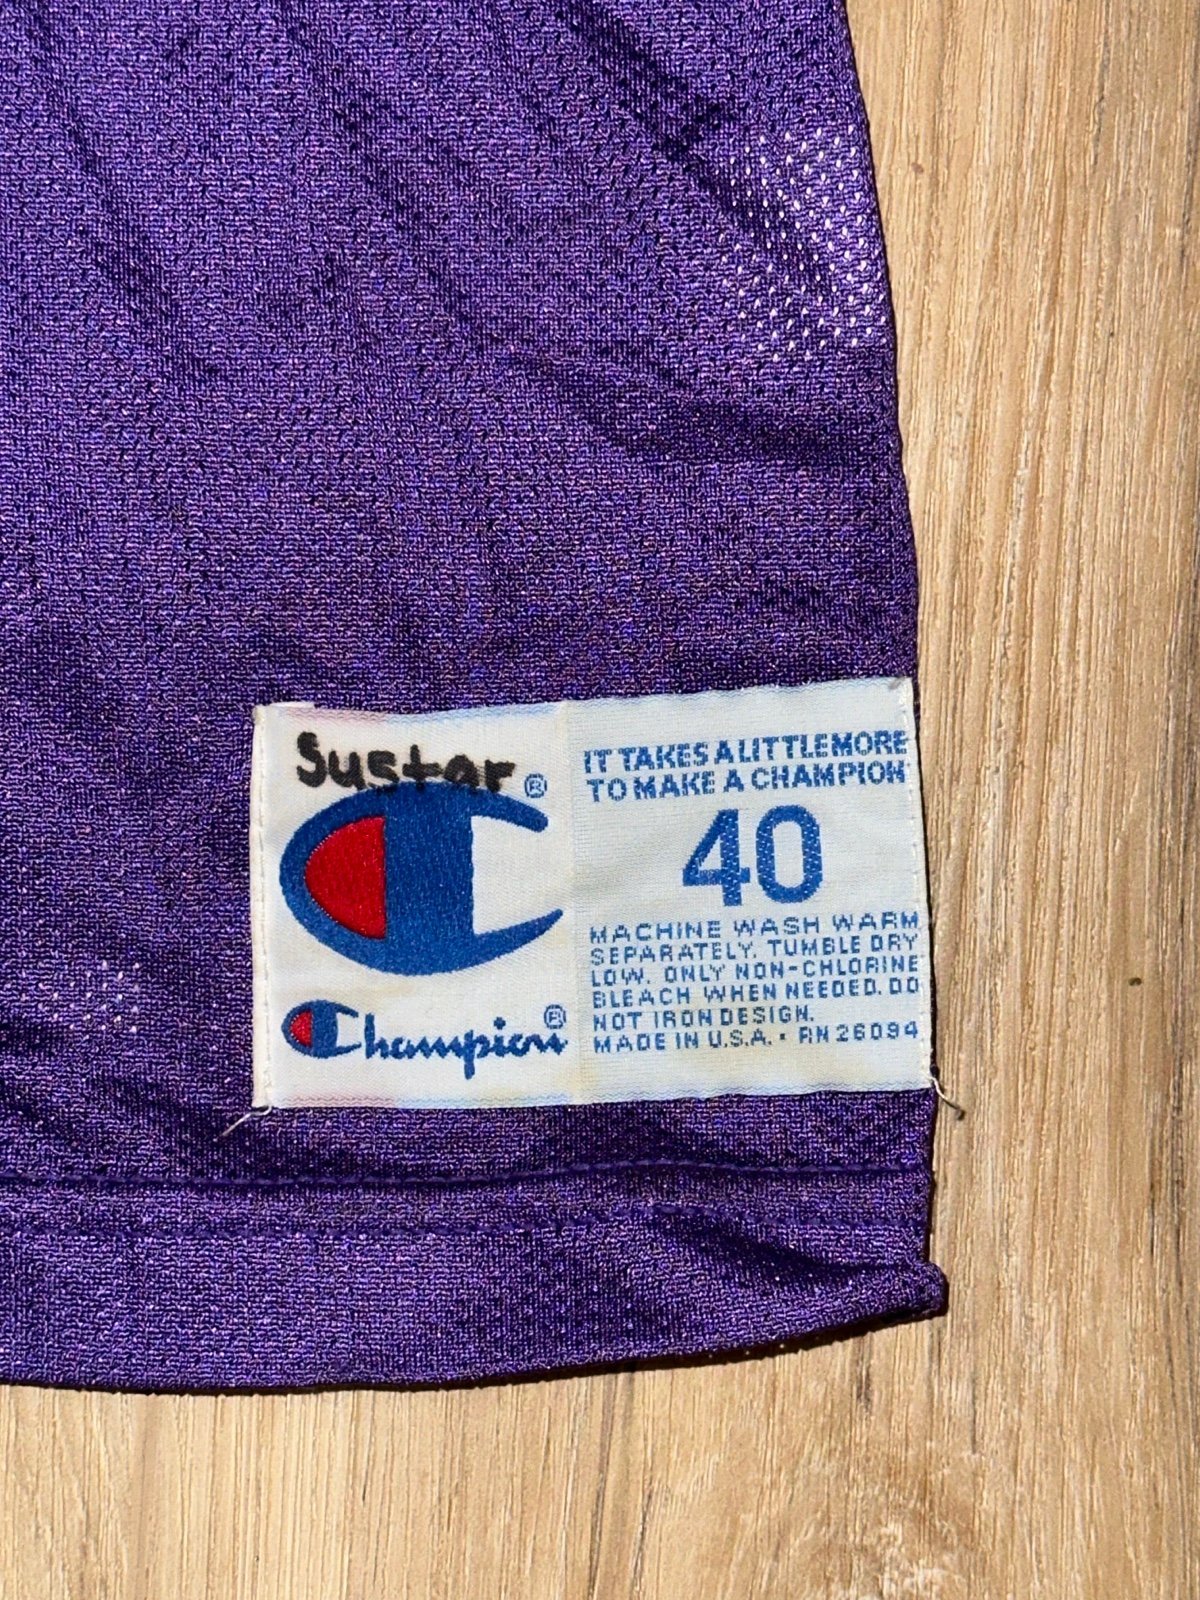 Sustar
®
Champion®
IT TAKES A LITTLE MORE
TO MAKE A CHAMPION
40
MACHINE WASH WARM
SEPARATELY. TUMBLE DRY
LOW. ONLY NON-CHLORINE
BLEACH WHEN NEEDED. DO
NOT IRON DESIGN.
MADE IN U.S.A. • RN 26094